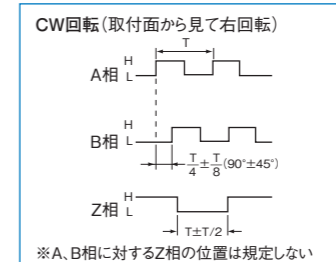 CW回転(取付面から見て右回転)
T
A相 H
L
B相 H
L
T/4±T/8(90°±45°)
Z相 H
L
T±T/2
※A、B相に対するZ相の位置は規定しない